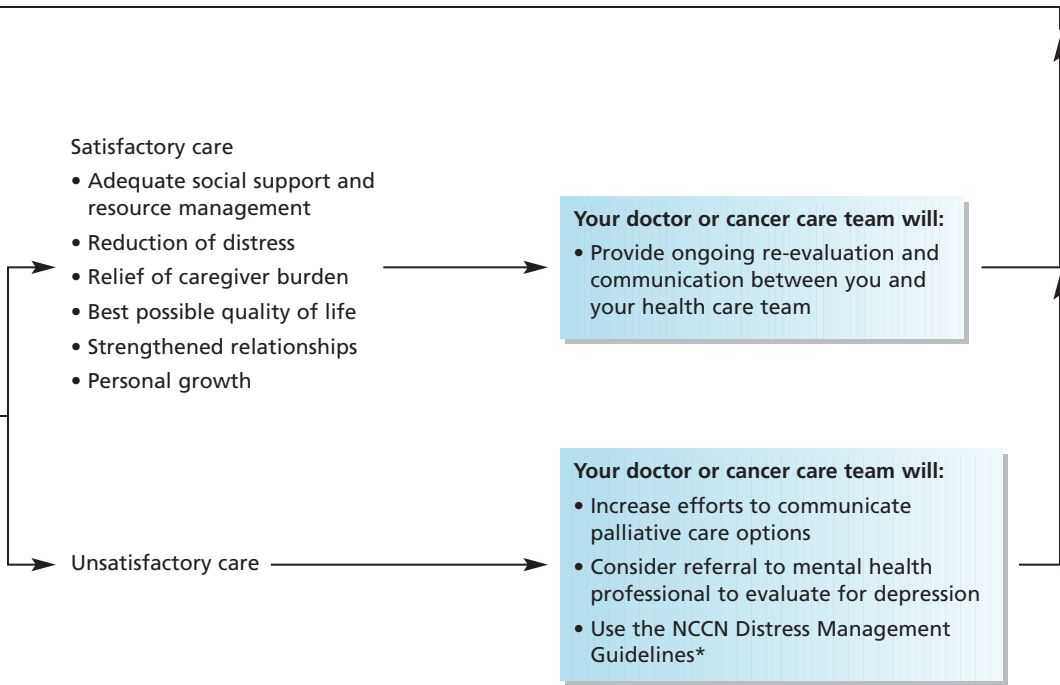 Satisfactory care
• Adequate social support and
resource management
• Reduction of distress
• Relief of caregiver burden
• Best possible quality of life
• Strengthened relationships
• Personal growth
Your doctor or cancer care team will:
• Provide ongoing re-evaluation and
communication between you and
your health care team
Unsatisfactory care
Your doctor or cancer care team will:
• Increase efforts to communicate
palliative care options
• Consider referral to mental health
professional to evaluate for depression
• Use the NCCN Distress Management
Guidelines*